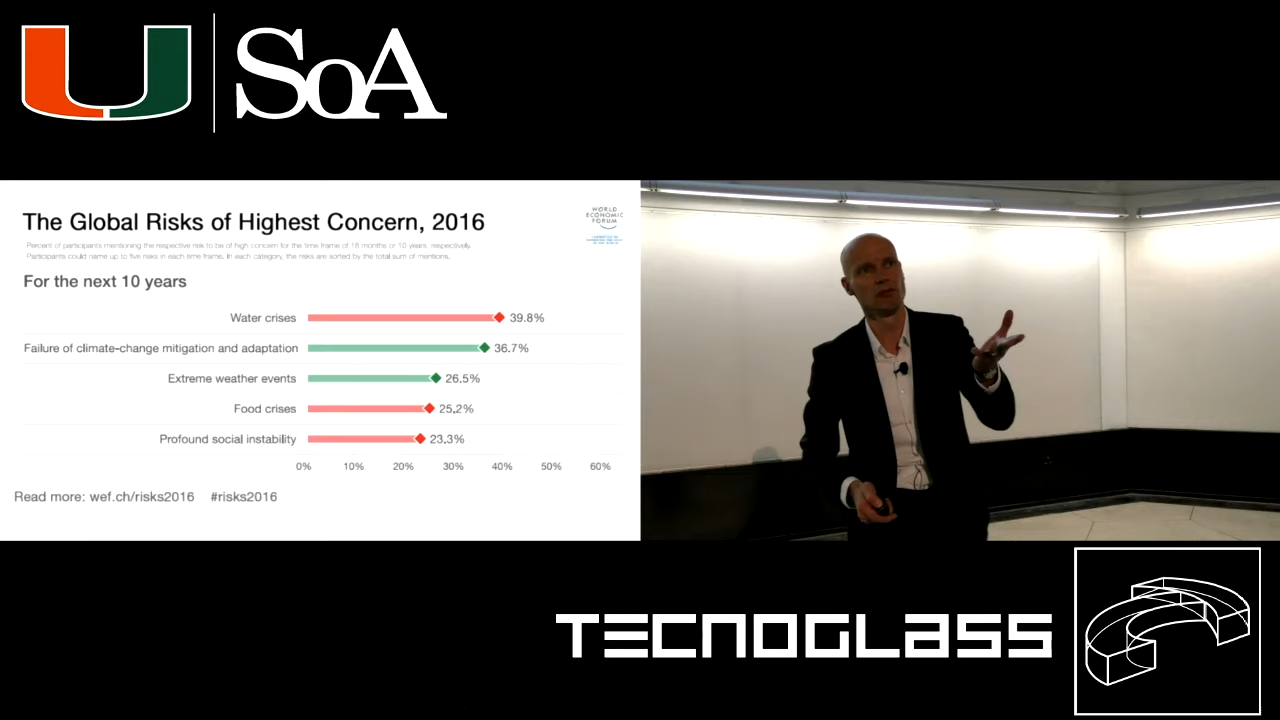 U
SoA
The Global Risks of Highest Concern, 2016
WORLD
ECONOMIC
FORUM
Percent of participants mentioning the respective risk to be of high concern for the time frame of 18 months or 10 years, respectively.
Participants could name up to five risks in each time frame. In each category, the risks are sorted by the total sum of mentions.
For the next 10 years
Water crises 39.8%
Failure of climate-change mitigation and adaptation 36.7%
Extreme weather events 26.5%
Food crises 25.2%
Profound social instability 23.3%
0% 10% 20% 30% 40% 50% 60%
Read more: wef.ch/risks2016 #risks2016
TECNOGLASS